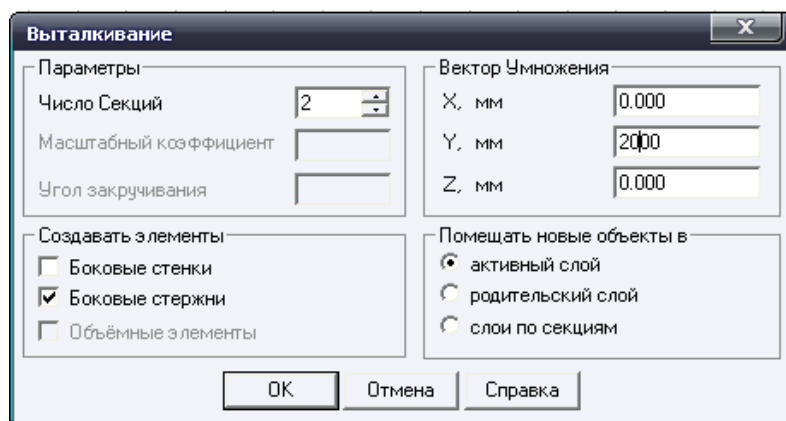 Выталкивание
Параметры
Число Секций 2
Масштабный коэффициент
Угол закручивания
Вектор Умножения
X, мм 0.000
Y, мм 2000
Z, мм 0.000
Создавать элементы
Боковые стенки
Боковые стержни
Объёмные элементы
Помещать новые объекты в
активный слой
родительский слой
слои по секциям
OK Отмена Справка